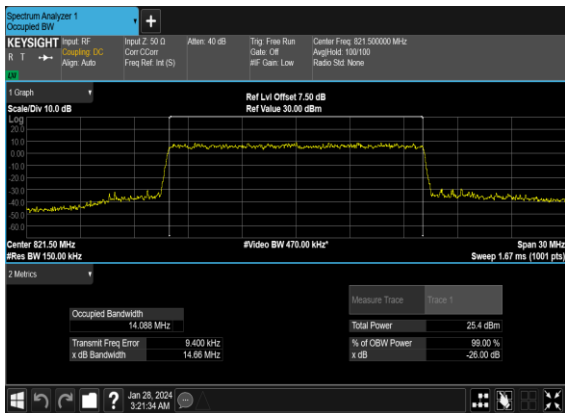 Spectrum Analyzer 1
Occupied BW
KEYSIGHT
R T
LXI
Input: RF
Coupling: DC
Align: Auto
Input Z: 50 Ω
Corr CCorr
Freq Ref: Int (S)
Atten: 40 dB
Trig: Free Run
Gate: Off
#IF Gain: Low
Center Freq: 821.500000 MHz
Avg|Hold: 100/100
Radio Std: None
1 Graph
Scale/Div 10.0 dB
Ref Lvl Offset 7.50 dB
Ref Value 30.00 dBm
Log
20.0
10.0
0.00
-10.0
-20.0
-30.0
-40.0
-50.0
-60.0
Center 821.50 MHz
#Video BW 470.00 kHz*
Span 30 MHz
#Res BW 150.00 kHz
Sweep 1.67 ms (1001 pts)
2 Metrics
Measure Trace
Trace 1
Occupied Bandwidth
14.088 MHz
Total Power
25.4 dBm
Transmit Freq Error
9.400 kHz
% of OBW Power
99.00 %
x dB Bandwidth
14.66 MHz
x dB
-26.00 dB
?
Jan 28, 2024
3:21:34 AM